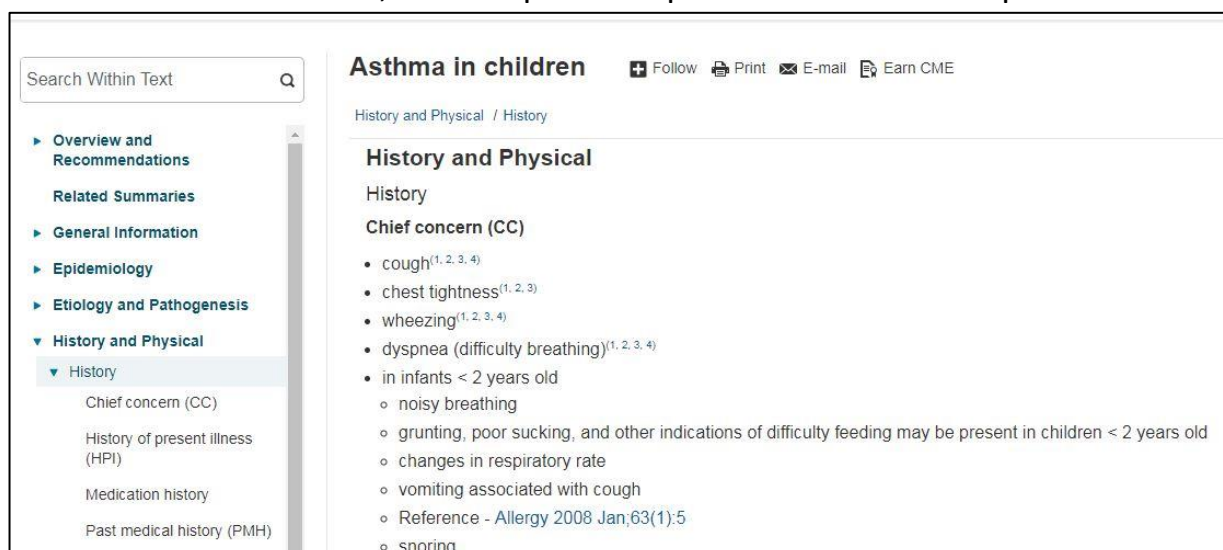 Search Within Text
Overview and
Recommendations
Related Summaries
General Information
Epidemiology
Etiology and Pathogenesis
History and Physical
History
Chief concern (CC)
History of present illness
(HPI)
Medication history
Past medical history (PMH)
Asthma in children Follow Print E-mail Earn CME
History and Physical / History
History and Physical
History
Chief concern (CC)
• cough(1, 2, 3, 4)
• chest tightness(1, 2, 3)
• wheezing(1, 2, 3, 4)
• dyspnea (difficulty breathing)(1, 2, 3, 4)
• in infants < 2 years old
◦ noisy breathing
◦ grunting, poor sucking, and other indications of difficulty feeding may be present in children < 2 years old
◦ changes in respiratory rate
◦ vomiting associated with cough
◦ Reference - Allergy 2008 Jan;63(1):5
◦ snoring